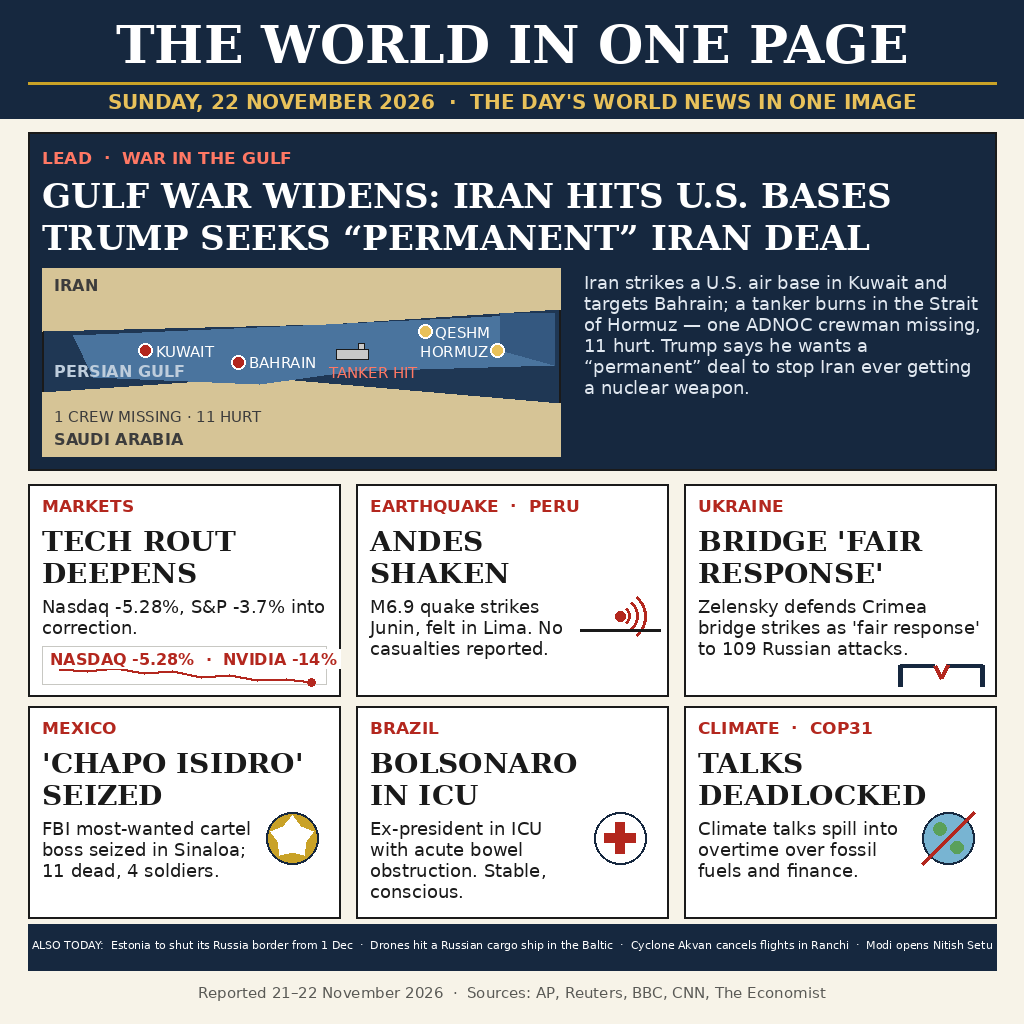 THE WORLD IN ONE PAGE
SUNDAY, 22 NOVEMBER 2026 · THE DAY'S WORLD NEWS IN ONE IMAGE
LEAD · WAR IN THE GULF
GULF WAR WIDENS: IRAN HITS U.S. BASES
TRUMP SEEKS “PERMANENT” IRAN DEAL
IRAN
QESHM
KUWAIT
HORMUZ
BAHRAIN
PERSIAN GULF
TANKER HIT
1 CREW MISSING · 11 HURT
SAUDI ARABIA
Iran strikes a U.S. air base in Kuwait and
targets Bahrain; a tanker burns in the Strait
of Hormuz — one ADNOC crewman missing,
11 hurt. Trump says he wants a
“permanent” deal to stop Iran ever getting
a nuclear weapon.
MARKETS
TECH ROUT
DEEPENS
Nasdaq -5.28%, S&P -3.7% into
correction.
NASDAQ -5.28% · NVIDIA -14%
EARTHQUAKE · PERU
ANDES
SHAKEN
M6.9 quake strikes
Junin, felt in Lima. No
casualties reported.
UKRAINE
BRIDGE 'FAIR
RESPONSE'
Zelensky defends Crimea
bridge strikes as 'fair response'
to 109 Russian attacks.
MEXICO
'CHAPO ISIDRO'
SEIZED
FBI most-wanted cartel
boss seized in Sinaloa;
11 dead, 4 soldiers.
BRAZIL
BOLSONARO
IN ICU
Ex-president in ICU
with acute bowel
obstruction. Stable,
conscious.
CLIMATE · COP31
TALKS
DEADLOCKED
Climate talks spill into
overtime over fossil
fuels and finance.
ALSO TODAY: Estonia to shut its Russia border from 1 Dec · Drones hit a Russian cargo ship in the Baltic · Cyclone Akvan cancels flights in Ranchi · Modi opens Nitish Setu
Reported 21–22 November 2026 · Sources: AP, Reuters, BBC, CNN, The Economist